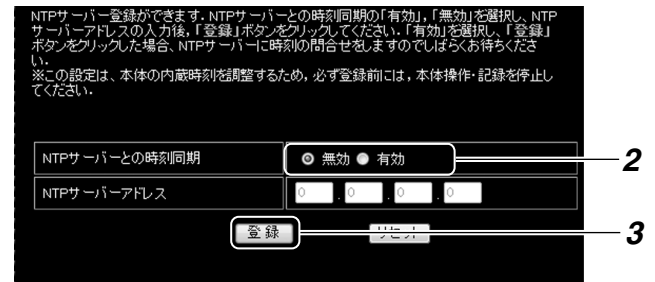 NTPサーバー登録ができます．NTPサーバーとの時刻同期の「有効」，「無効」を選択し、NTP
サーバーアドレスの入力後，「登録」ボタンをクリックしてください．「有効」を選択し、「登録」
ボタンをクリックした場合、NTPサーバーに時刻の問合せをしますのでしばらくお待ちくださ
い．
※この設定は、本体の内蔵時刻を調整するため，必ず登録前には，本体操作・記録を停止し
てください．
NTPサーバーとの時刻同期 無効 有効 2
NTPサーバーアドレス 0 . 0 . 0 . 0
登録 リセット 3